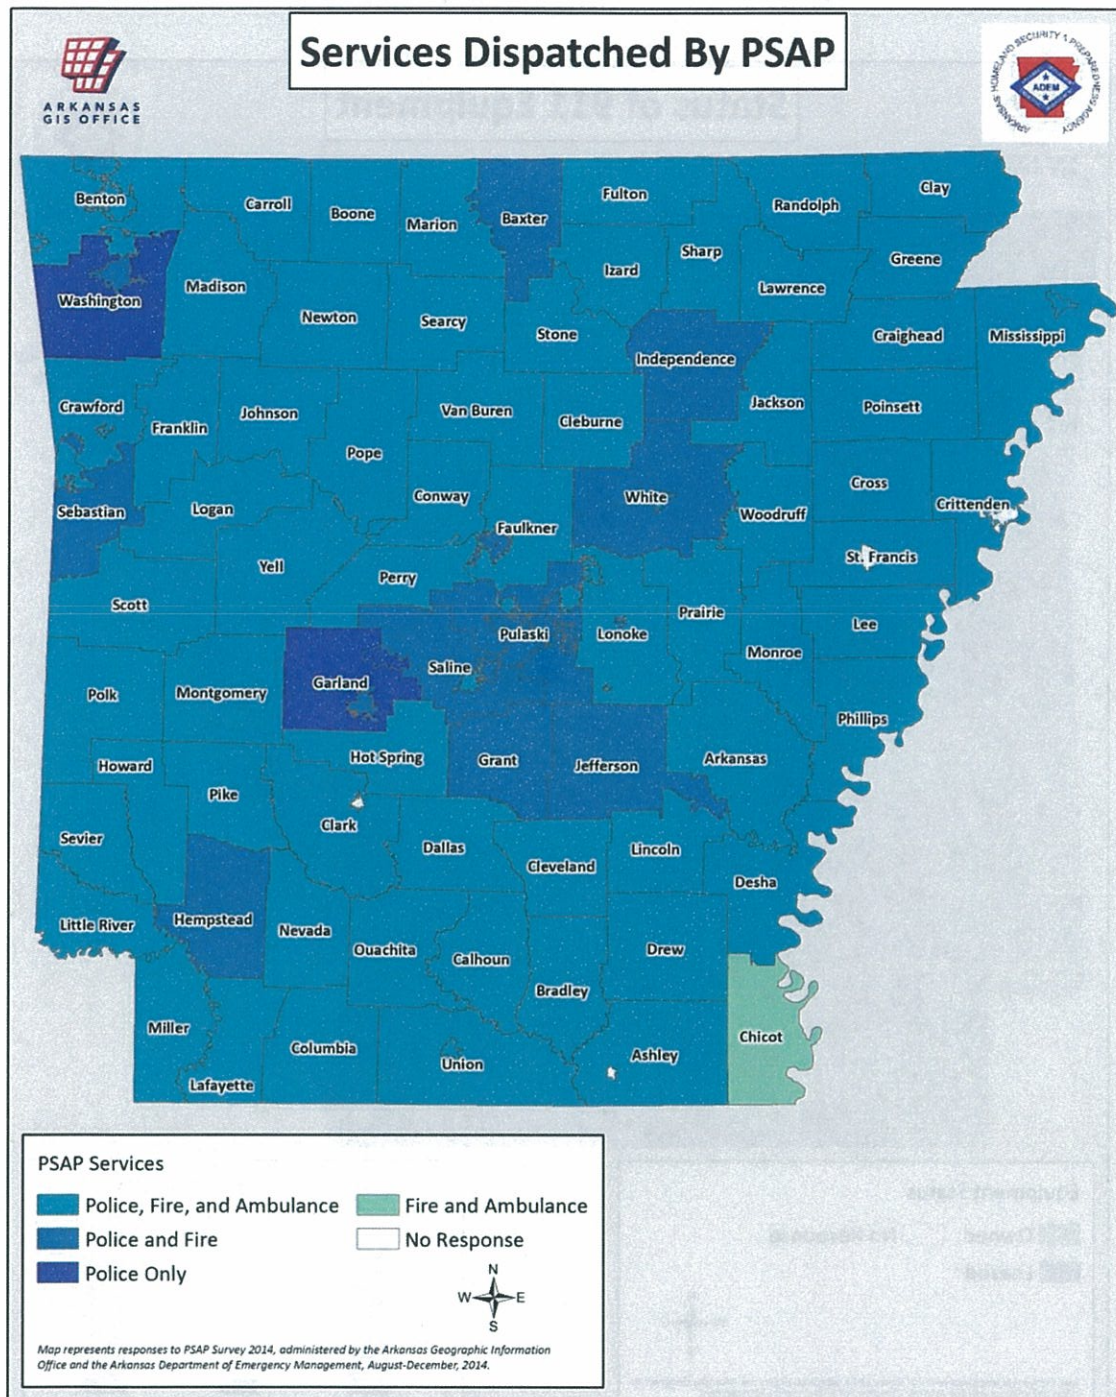 Services Dispatched By PSAP
ARKANSAS
GIS OFFICE
ARKANSAS' HOMELAND SECURITY & PREPAREDNESS AGENCY
ADEM
Benton
Carroll
Boone
Marion
Baxter
Fulton
Randolph
Clay
Sharp
Greene
Izard
Madison
Washington
Lawrence
Newton
Searcy
Stone
Craighead
Mississippi
Independence
Crawford
Johnson
Van Buren
Cleburne
Jackson
Poinsett
Franklin
Pope
Cross
Conway
White
Crittenden
Sebastian
Logan
Woodruff
Faulkner
St. Francis
Yell
Perry
Scott
Prairie
Lee
Pulaski
Lonoke
Monroe
Saline
Garland
Polk
Montgomery
Phillips
Hot Spring
Grant
Jefferson
Arkansas
Howard
Pike
Clark
Sevier
Dallas
Lincoln
Cleveland
Desha
Little River
Hempstead
Nevada
Ouachita
Calhoun
Drew
Bradley
Miller
Chicot
Columbia
Ashley
Union
Lafayette
PSAP Services
Police, Fire, and Ambulance
Fire and Ambulance
Police and Fire
No Response
Police Only
N
W E
S
Map represents responses to PSAP Survey 2014, administered by the Arkansas Geographic Information
Office and the Arkansas Department of Emergency Management, August-December, 2014.